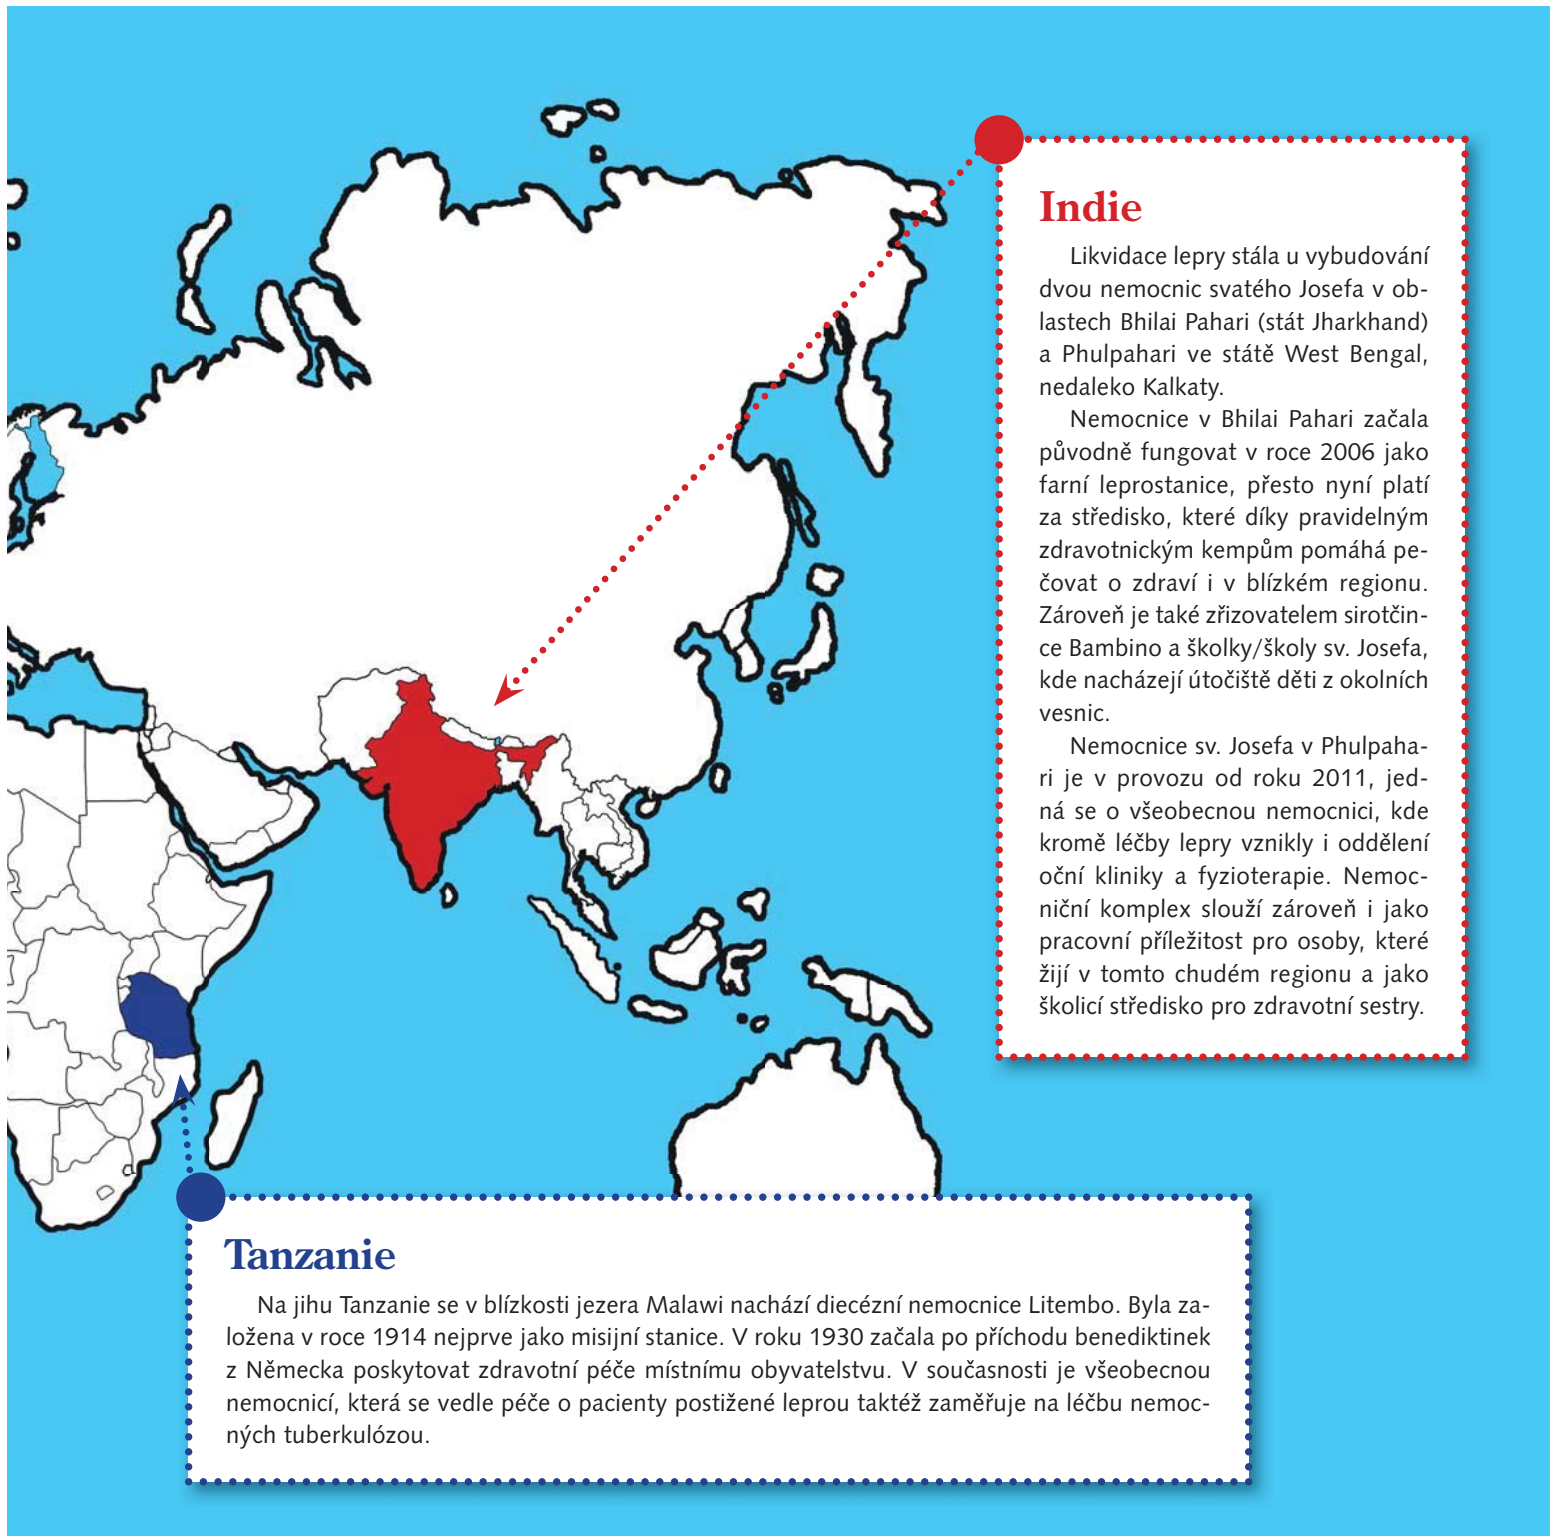 Indie
Likvidace lepry stála u vybudování
dvou nemocnic svatého Josefa v ob-
lastech Bhilai Pahari (stát Jharkhand)
a Phulpahari ve státě West Bengal,
nedaleko Kalkaty.
Nemocnice v Bhilai Pahari začala
původně fungovat v roce 2006 jako
farní leprostanice, přesto nyní platí
za středisko, které díky pravidelným
zdravotnickým kempům pomáhá pe-
čovat o zdraví i v blízkém regionu.
Zároveň je také zřizovatelem sirotčin-
ce Bambino a školky/školy sv. Josefa,
kde nacházejí útočiště děti z okolních
vesnic.
Nemocnice sv. Josefa v Phulpaha-
ri je v provozu od roku 2011, jed-
ná se o všeobecnou nemocnici, kde
kromě léčby lepry vznikly i oddělení
oční kliniky a fyzioterapie. Nemoc-
niční komplex slouží zároveň i jako
pracovní příležitost pro osoby, které
žijí v tomto chudém regionu a jako
školicí středisko pro zdravotní sestry.
Tanzanie
Na jihu Tanzanie se v blízkosti jezera Malawi nachází diecézní nemocnice Litembo. Byla za-
ložena v roce 1914 nejprve jako misijní stanice. V roku 1930 začala po příchodu benediktinek
z Německa poskytovat zdravotní péče místnímu obyvatelstvu. V současnosti je všeobecnou
nemocnicí, která se vedle péče o pacienty postižené leprou taktéž zaměřuje na léčbu nemoc-
ných tuberkulózou.